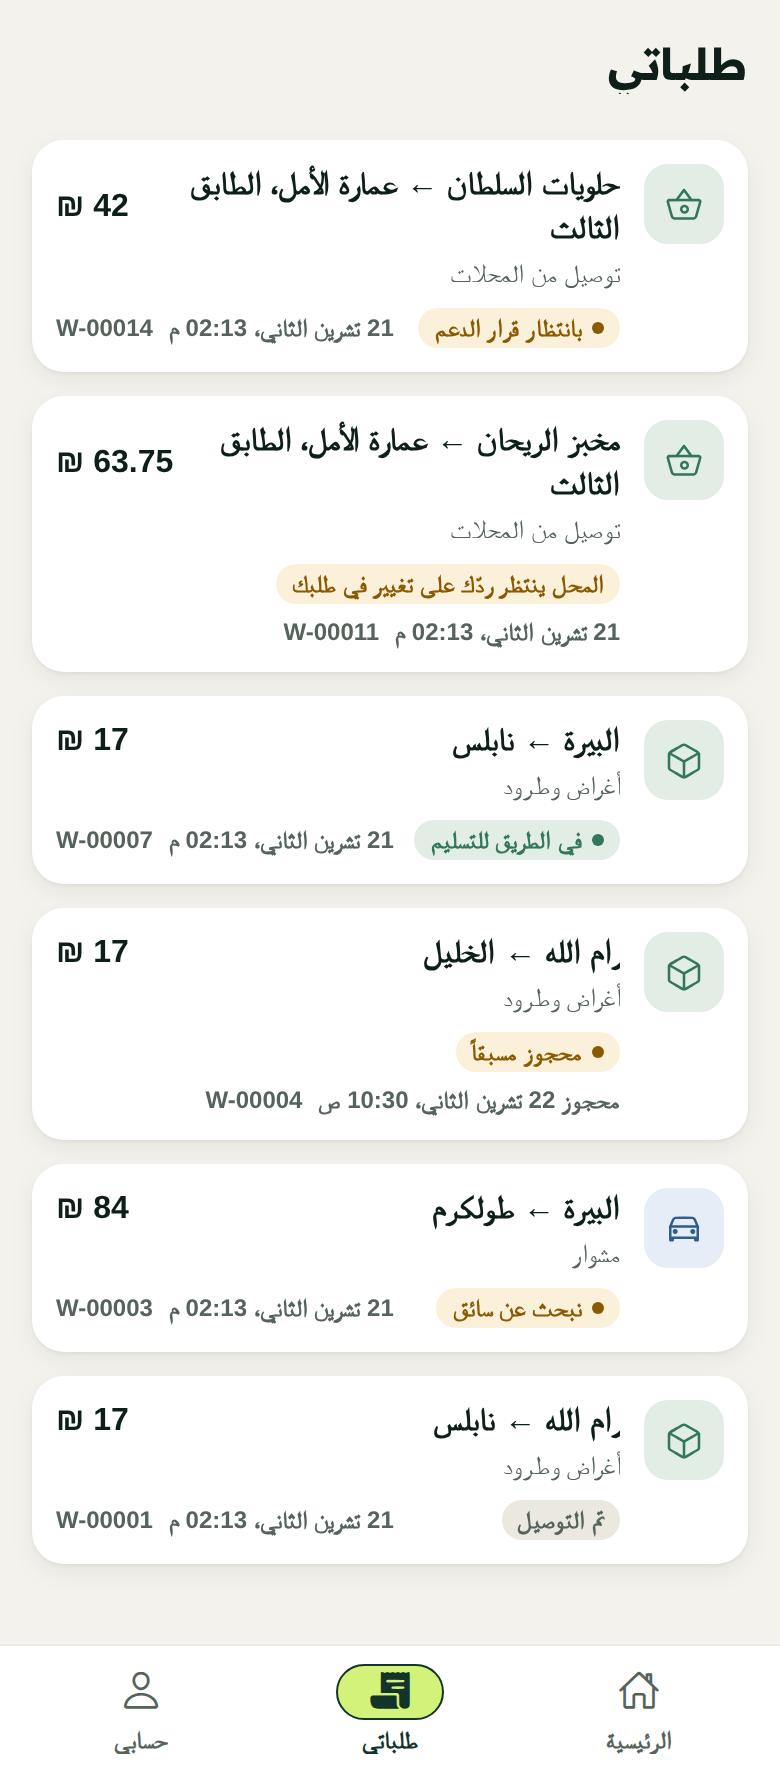 طلباتي
حلويات السلطان ← عمارة الأمل، الطابق
الثالث
42 ₪
توصيل من المحلات
بانتظار قرار الدعم
21 تشرين الثاني، 02:13 م W-00014
مخبز الريحان ← عمارة الأمل، الطابق
الثالث
63.75 ₪
توصيل من المحلات
المحل ينتظر ردّك على تغيير في طلبك
21 تشرين الثاني، 02:13 م W-00011
البيرة ← نابلس
17 ₪
أغراض وطرود
في الطريق للتسليم
21 تشرين الثاني، 02:13 م W-00007
رام الله ← الخليل
17 ₪
أغراض وطرود
محجوز مسبقاً
محجوز 22 تشرين الثاني، 10:30 ص W-00004
البيرة ← طولكرم
84 ₪
مشوار
نبحث عن سائق
21 تشرين الثاني، 02:13 م W-00003
رام الله ← نابلس
17 ₪
أغراض وطرود
تم التوصيل
21 تشرين الثاني، 02:13 م W-00001
الرئيسية
طلباتي
حسابي